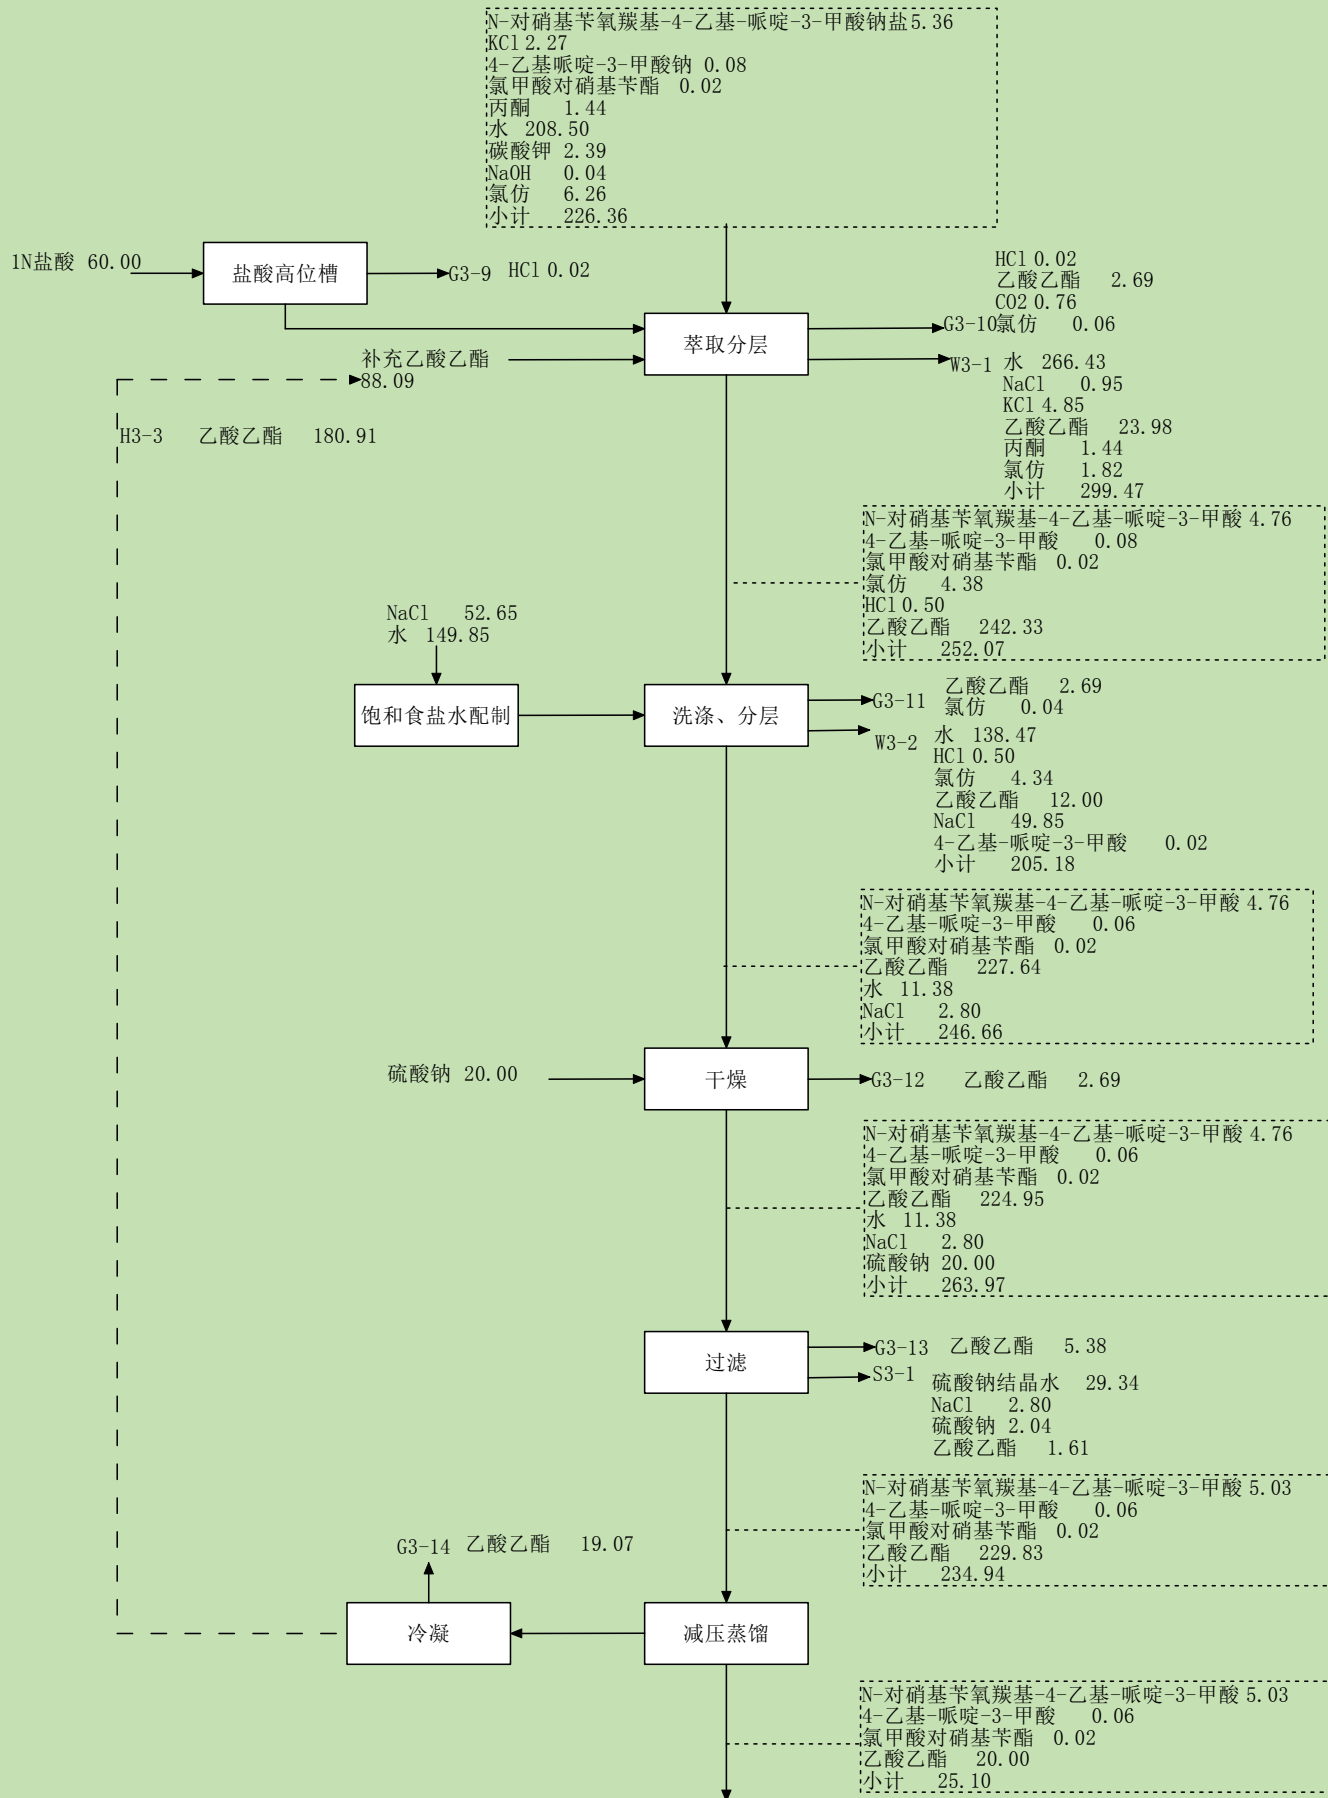 N-对硝基苄氧羰基-4-乙基-哌啶-3-甲酸钠盐5.36
KCl 2.27
4-乙基哌啶-3-甲酸钠 0.08
氯甲酸对硝基苄酯 0.02
丙酮 1.44
水 208.50
碳酸钾 2.39
NaOH 0.04
氯仿 6.26
小计 226.36
1N盐酸 60.00
盐酸高位槽
G3-9 HCl 0.02
HCl 0.02
乙酸乙酯 2.69
CO2 0.76
G3-10氯仿 0.06
萃取分层
补充乙酸乙酯
88.09
W3-1 水 266.43
NaCl 0.95
KCl 4.85
乙酸乙酯 23.98
丙酮 1.44
氯仿 1.82
小计 299.47
H3-3 乙酸乙酯 180.91
N-对硝基苄氧羰基-4-乙基-哌啶-3-甲酸 4.76
4-乙基-哌啶-3-甲酸 0.08
氯甲酸对硝基苄酯 0.02
氯仿 4.38
HCl 0.50
乙酸乙酯 242.33
小计 252.07
NaCl 52.65
水 149.85
饱和食盐水配制
洗涤、分层
G3-11 乙酸乙酯 2.69
氯仿 0.04
W3-2 水 138.47
HCl 0.50
氯仿 4.34
乙酸乙酯 12.00
NaCl 49.85
4-乙基-哌啶-3-甲酸 0.02
小计 205.18
N-对硝基苄氧羰基-4-乙基-哌啶-3-甲酸 4.76
4-乙基-哌啶-3-甲酸 0.06
氯甲酸对硝基苄酯 0.02
乙酸乙酯 227.64
水 11.38
NaCl 2.80
小计 246.66
硫酸钠 20.00
干燥
G3-12 乙酸乙酯 2.69
N-对硝基苄氧羰基-4-乙基-哌啶-3-甲酸 4.76
4-乙基-哌啶-3-甲酸 0.06
氯甲酸对硝基苄酯 0.02
乙酸乙酯 224.95
水 11.38
NaCl 2.80
硫酸钠 20.00
小计 263.97
过滤
G3-13 乙酸乙酯 5.38
S3-1 硫酸钠结晶水 29.34
NaCl 2.80
硫酸钠 2.04
乙酸乙酯 1.61
N-对硝基苄氧羰基-4-乙基-哌啶-3-甲酸 5.03
4-乙基-哌啶-3-甲酸 0.06
氯甲酸对硝基苄酯 0.02
乙酸乙酯 229.83
小计 234.94
G3-14 乙酸乙酯 19.07
冷凝
减压蒸馏
N-对硝基苄氧羰基-4-乙基-哌啶-3-甲酸 5.03
4-乙基-哌啶-3-甲酸 0.06
氯甲酸对硝基苄酯 0.02
乙酸乙酯 20.00
小计 25.10